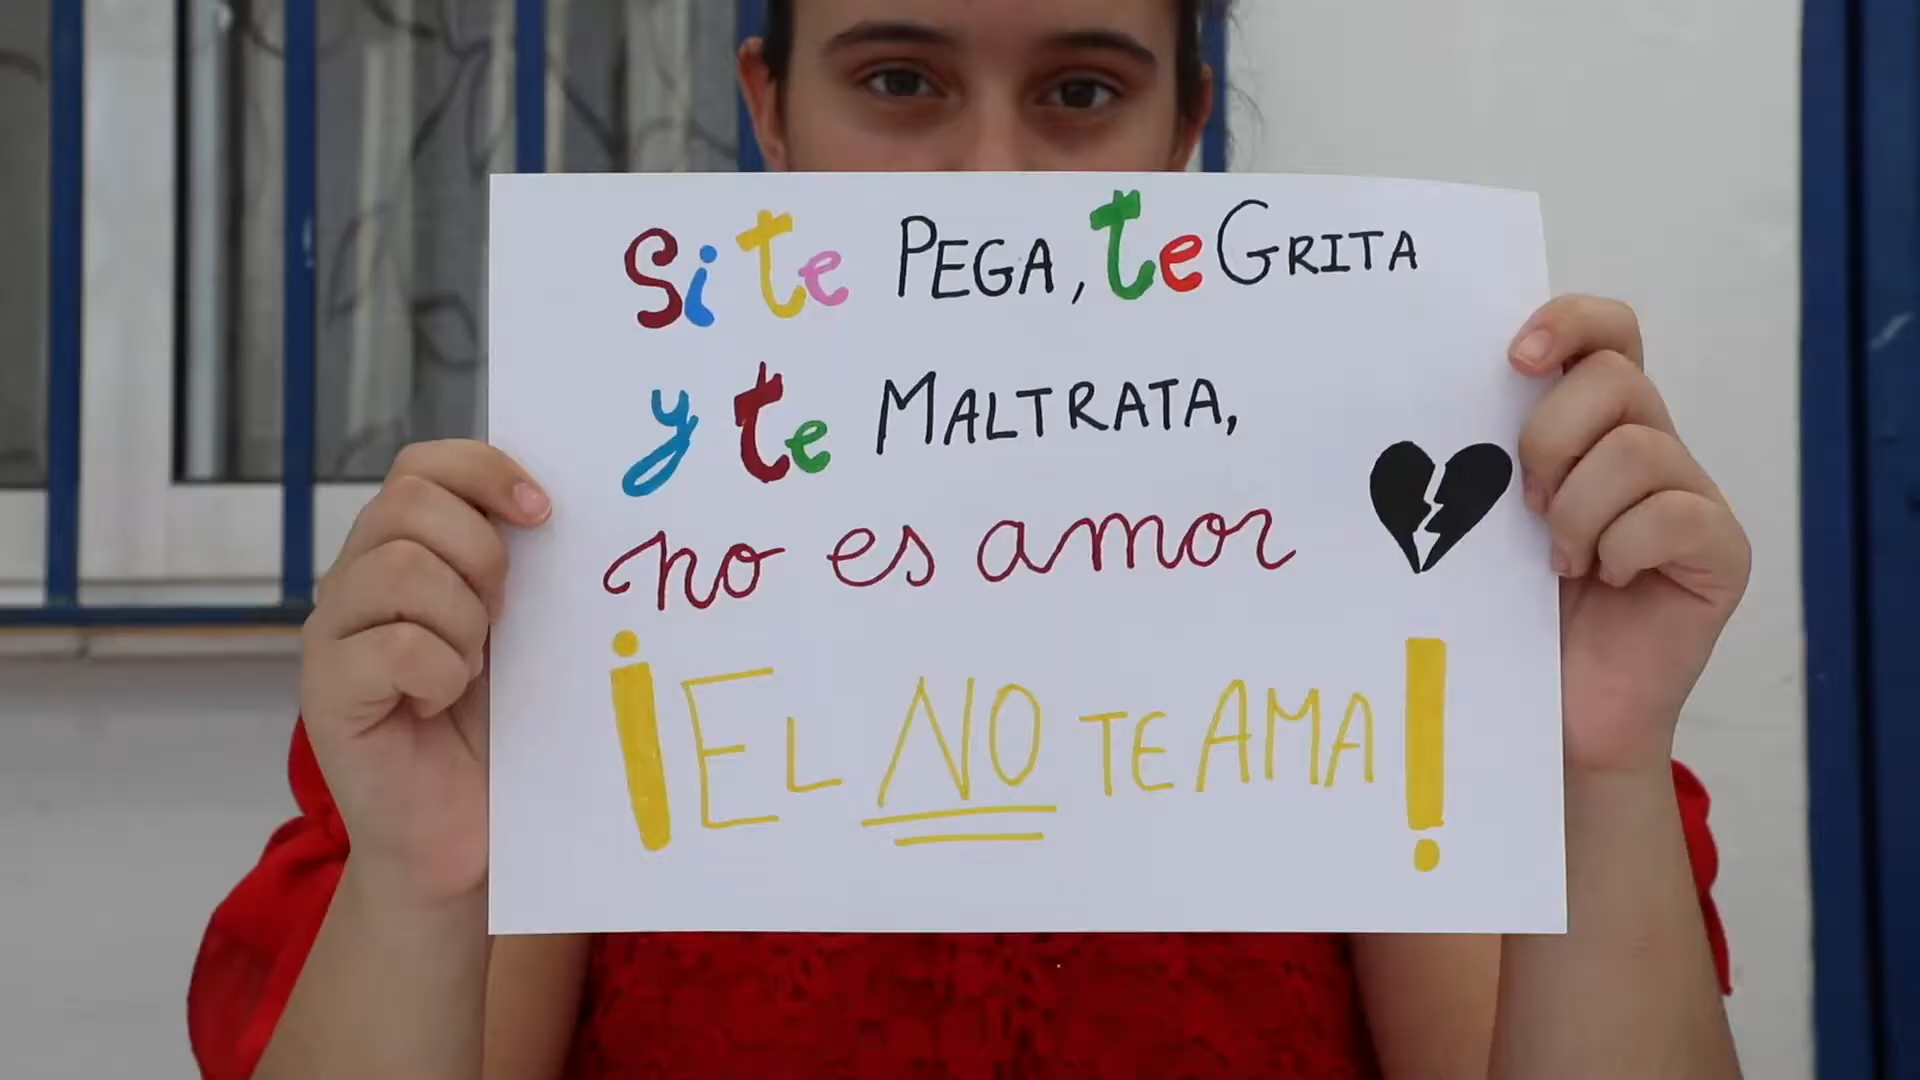 Si te PEGA, te GRITA
y te MALTRATA,
no es amor
¡EL NO TE AMA!